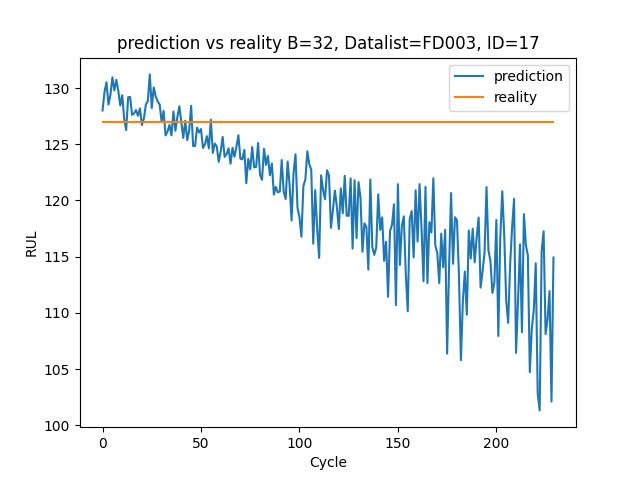 prediction vs reality B=32, Datalist=FD003, ID=17
prediction
reality
RUL
130
125
120
115
110
105
100
0 50 100 150 200
Cycle